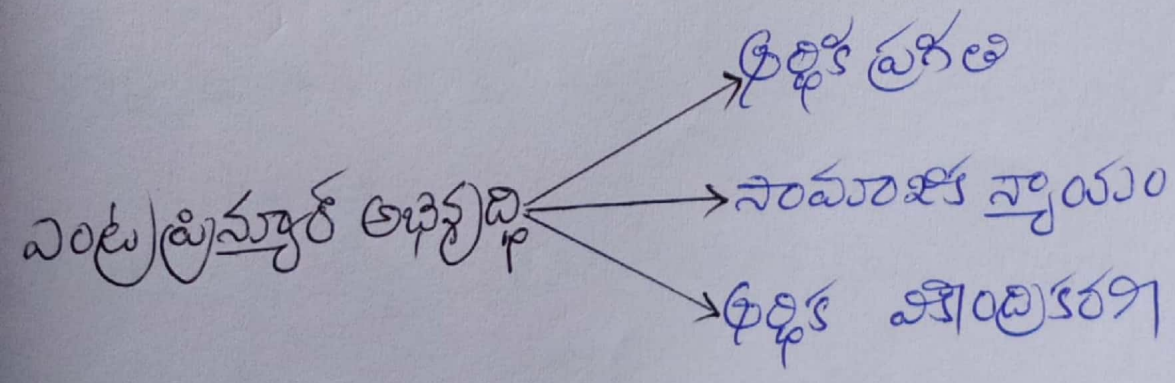 ఆర్థిక ప్రగతి
ఎంట్రప్రిన్యూర్ అభివృద్ధి
సామాజిక న్యాయం
ఆర్థిక వికేంద్రికరణ